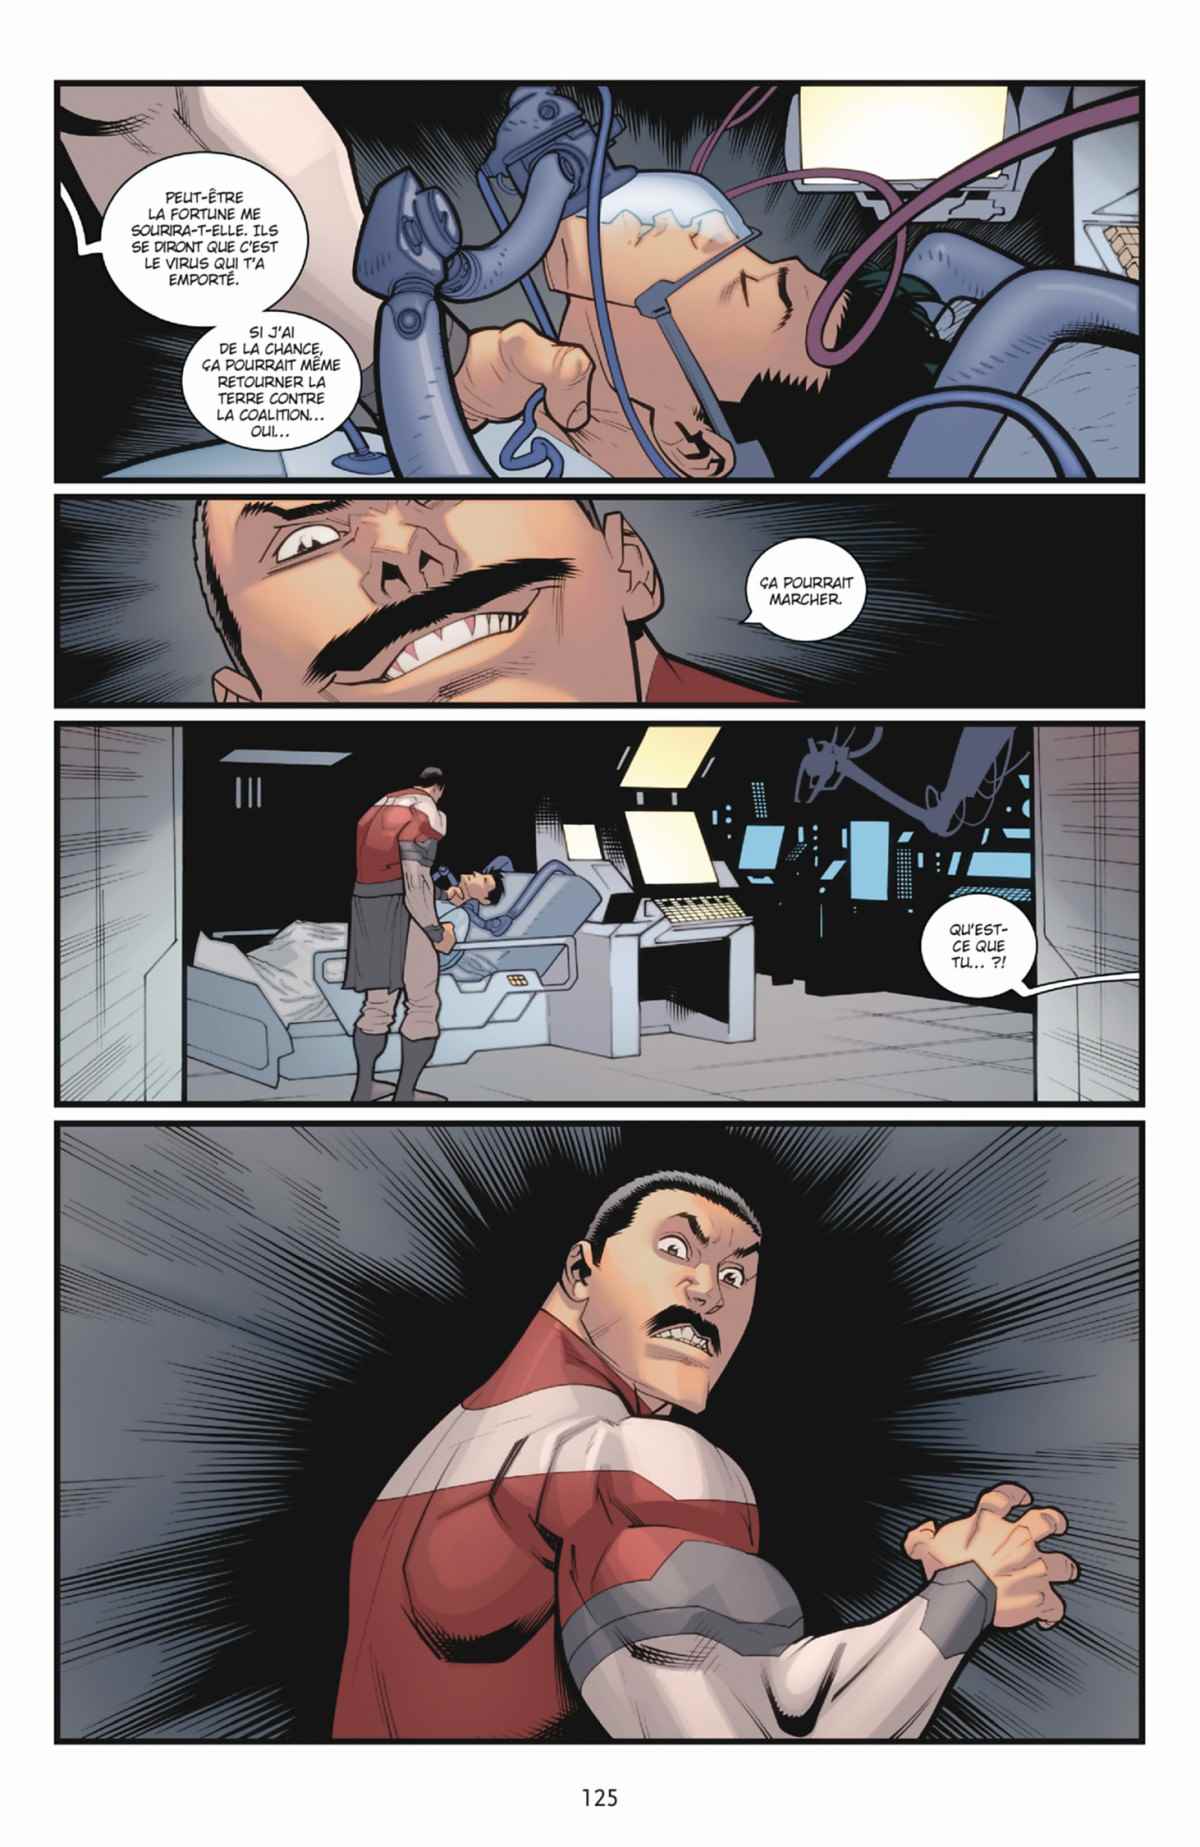 PEUT-ÊTRE
LA FORTUNE ME
SOURIRA-T-ELLE. ILS
SE DIRONT QUE C'EST
LE VIRUS QUI T'A
EMPORTÉ.
SI J'AI
DE LA CHANCE,
ÇA POURRAIT MÊME
RETOURNER LA
TERRE CONTRE
LA COALITION...
OUI...
ÇA POURRAIT
MARCHER.
QU'EST-
CE QUE
TU... ?!
125